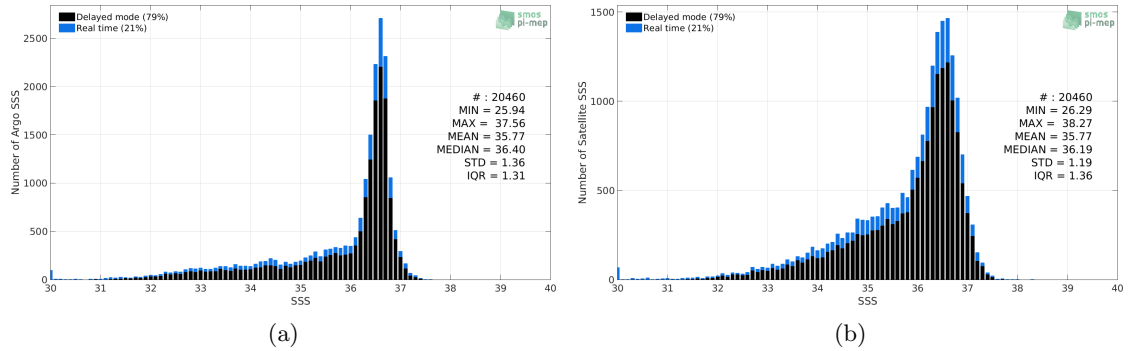 Delayed mode (79%)
Real time (21%)
smos
pi-mep
# : 20460
MIN = 25.94
MAX = 37.56
MEAN = 35.77
MEDIAN = 36.40
STD = 1.36
IQR = 1.31
Number of Argo SSS
2500
2000
1500
1000
500
0
30 31 32 33 34 35 36 37 38 39 40
SSS
(a)
Delayed mode (79%)
Real time (21%)
smos
pi-mep
# : 20460
MIN = 26.29
MAX = 38.27
MEAN = 35.77
MEDIAN = 36.19
STD = 1.19
IQR = 1.36
Number of Satellite SSS
1500
1000
500
0
30 31 32 33 34 35 36 37 38 39 40
SSS
(b)